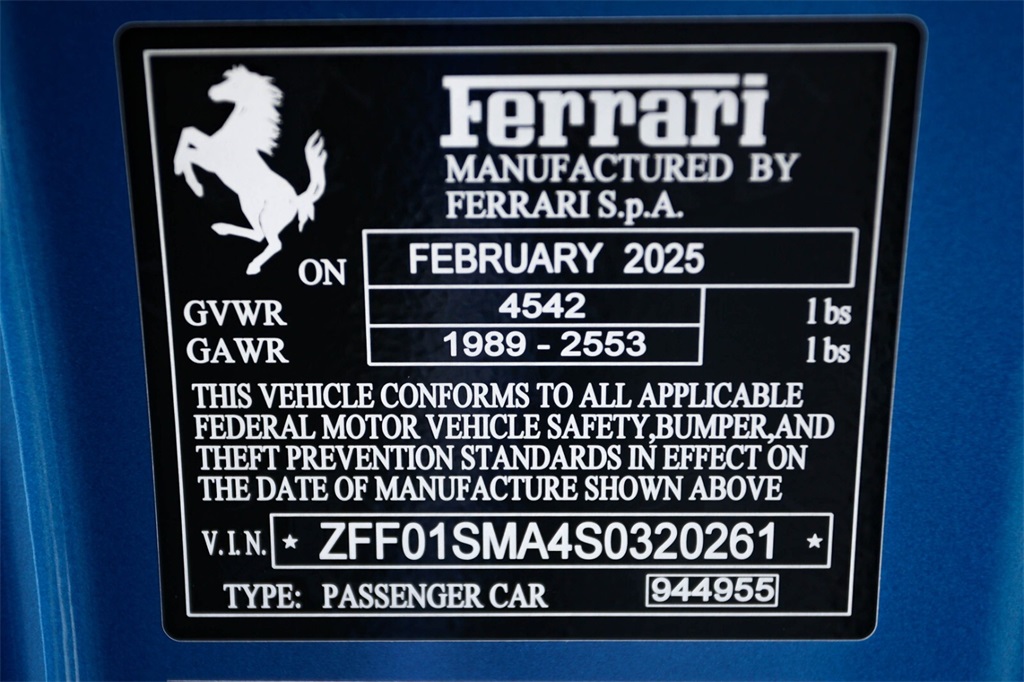 Ferrari
MANUFACTURED BY
FERRARI S.p.A.
ON FEBRUARY 2025
GVWR 4542 lbs
GAWR 1989 - 2553 lbs
THIS VEHICLE CONFORMS TO ALL APPLICABLE
FEDERAL MOTOR VEHICLE SAFETY,BUMPER,AND
THEFT PREVENTION STANDARDS IN EFFECT ON
THE DATE OF MANUFACTURE SHOWN ABOVE
V.I.N. ★ ZFF01SMA4S0320261 ★
TYPE: PASSENGER CAR 944955